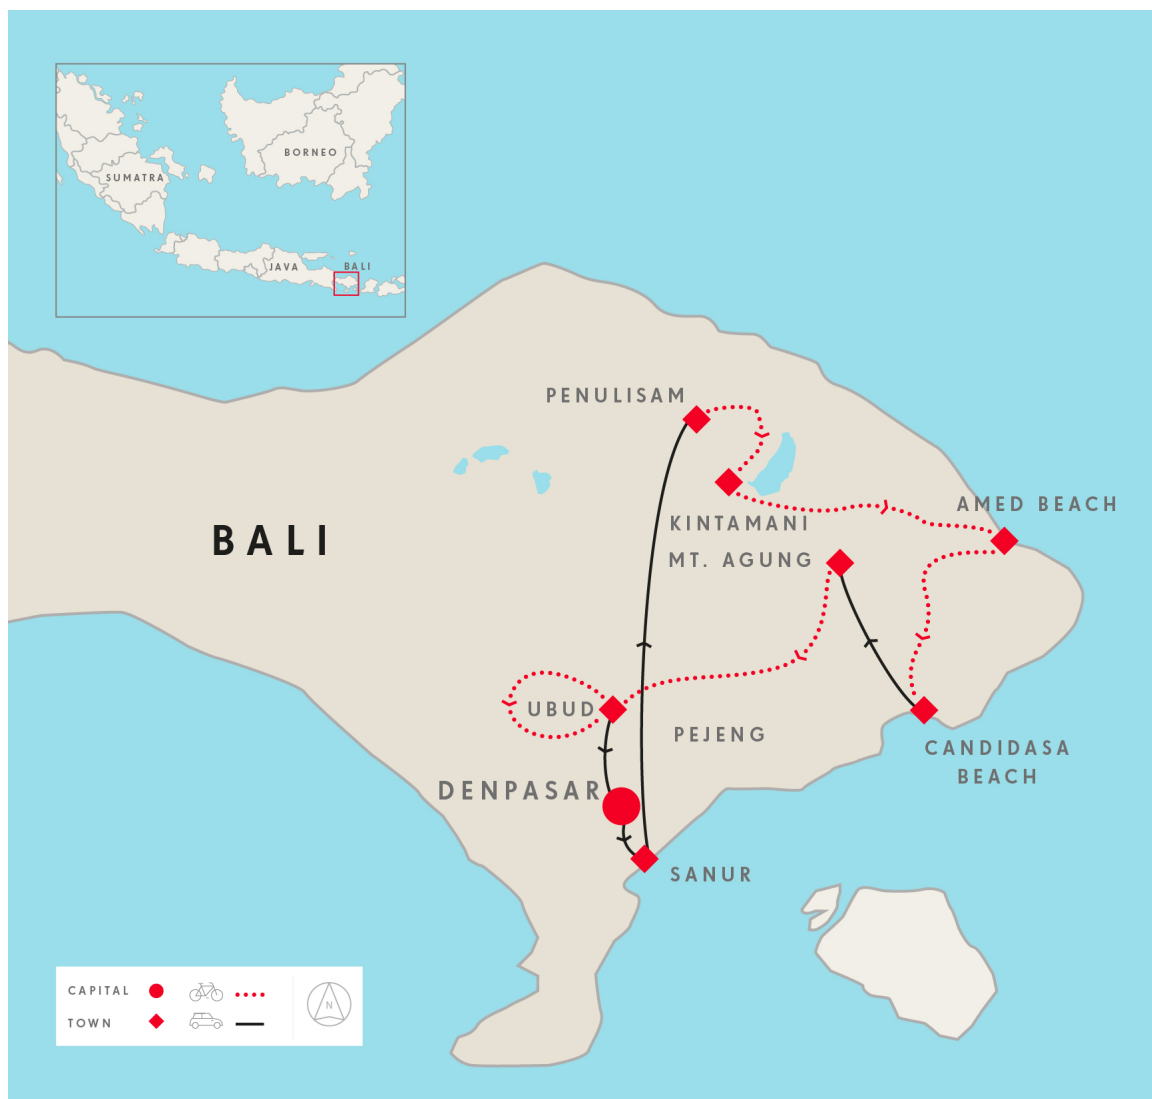 BORNEO
SUMATRA
JAVA
BALI
PENULISAM
AMED BEACH
KINTAMANI
BALI
MT. AGUNG
UBUD
PEJENG
CANDIDASA
BEACH
DENPASAR
SANUR
CAPITAL
TOWN
N